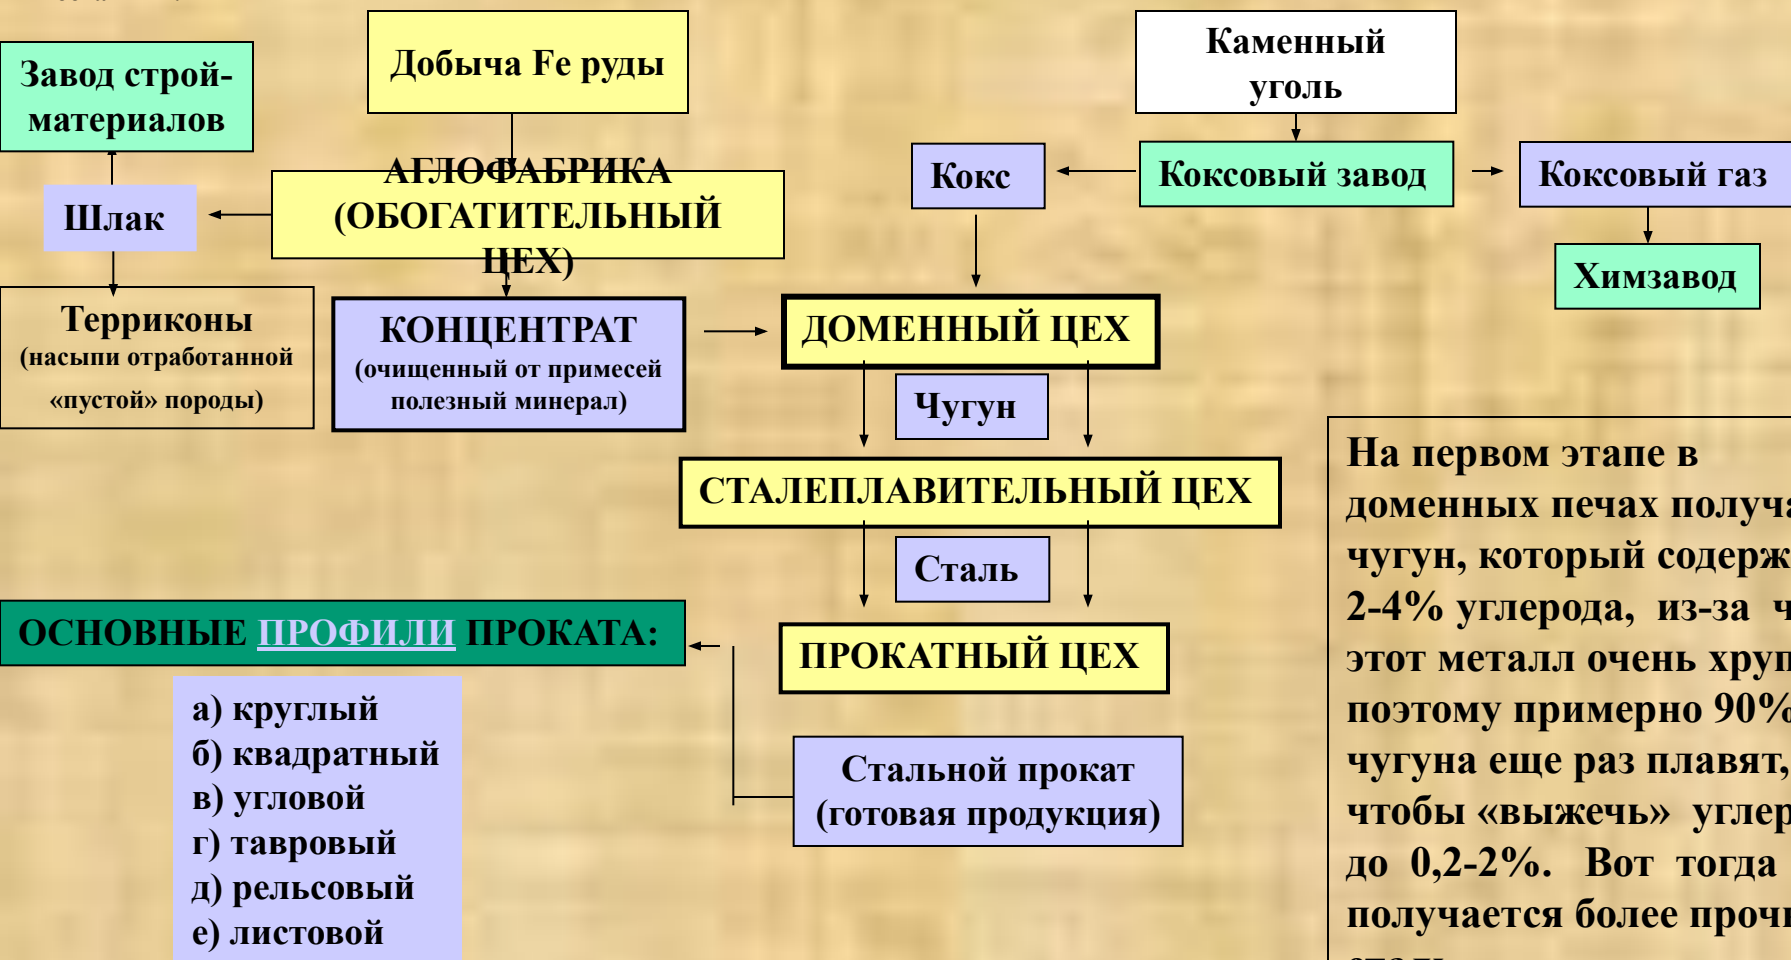 Завод строй-
материалов
Добыча Fe руды
Каменный
уголь
Шлак
АГЛОФАБРИКА
(ОБОГАТИТЕЛЬНЫЙ
ЦЕХ)
Кокс
Коксовый завод
Коксовый газ
Химзавод
Терриконы
(насыпи отработанной
«пустой» породы)
КОНЦЕНТРАТ
(очищенный от примесей
полезный минерал)
ДОМЕННЫЙ ЦЕХ
Чугун
СТАЛЕПЛАВИТЕЛЬНЫЙ ЦЕХ
Сталь
ПРОКАТНЫЙ ЦЕХ
ОСНОВНЫЕ ПРОФИЛИ ПРОКАТА:
а) круглый
б) квадратный
в) угловой
г) тавровый
д) рельсовый
е) листовой
Стальной прокат
(готовая продукция)
На первом этапе в
доменных печах
чугун, который
2-4% углерода, из-за
этот металл очень
поэтому примерно 90%
чугуна еще раз плавят,
чтобы «выжечь»
до 0,2-2%. Вот тогда
получается более